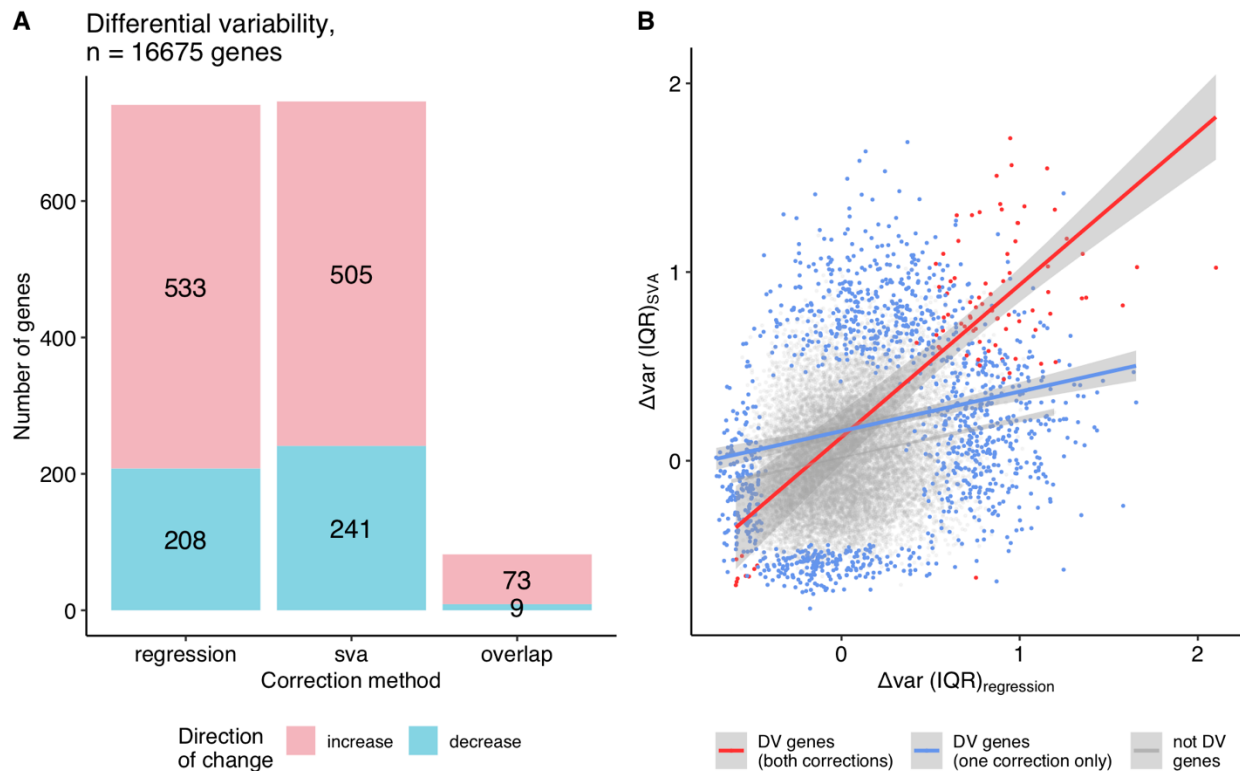 A
Differential variability,
n = 16675 genes
Number of genes
600
400
200
0
533
505
208
241
73
9
regression
sva
overlap
Correction method
Direction
of change
increase
decrease
B
Δvar (IQR)SVA
2
1
0
0
1
2
Δvar (IQR)regression
DV genes
(both corrections)
DV genes
(one correction only)
not DV
genes